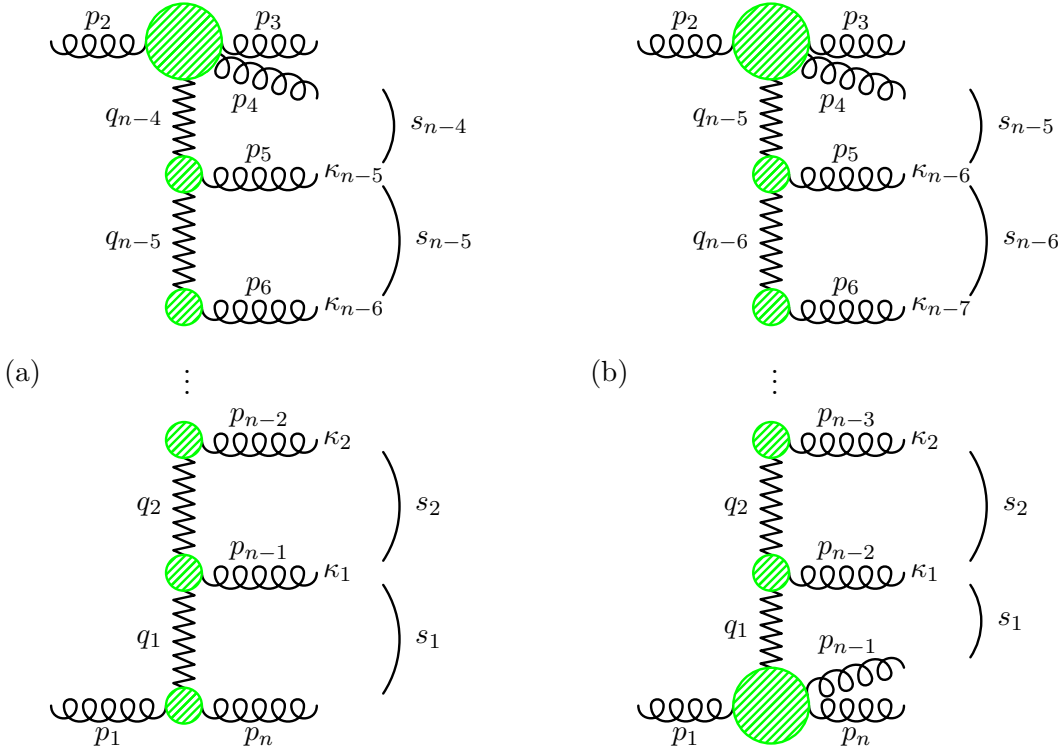 p_2 p_3 p_2 p_3
p_4 p_4
q_{n-4} s_{n-4} q_{n-5} s_{n-5}
p_5 κ_{n-5} p_5 κ_{n-6}
q_{n-5} s_{n-5} q_{n-6} s_{n-6}
p_6 κ_{n-6} p_6 κ_{n-7}
(a) ⋮ (b) ⋮
p_{n-2} κ_2 p_{n-3} κ_2
q_2 s_2 q_2 s_2
p_{n-1} κ_1 p_{n-2} κ_1
q_1 s_1 q_1 s_1
p_{n-1}
p_1 p_n p_1 p_n